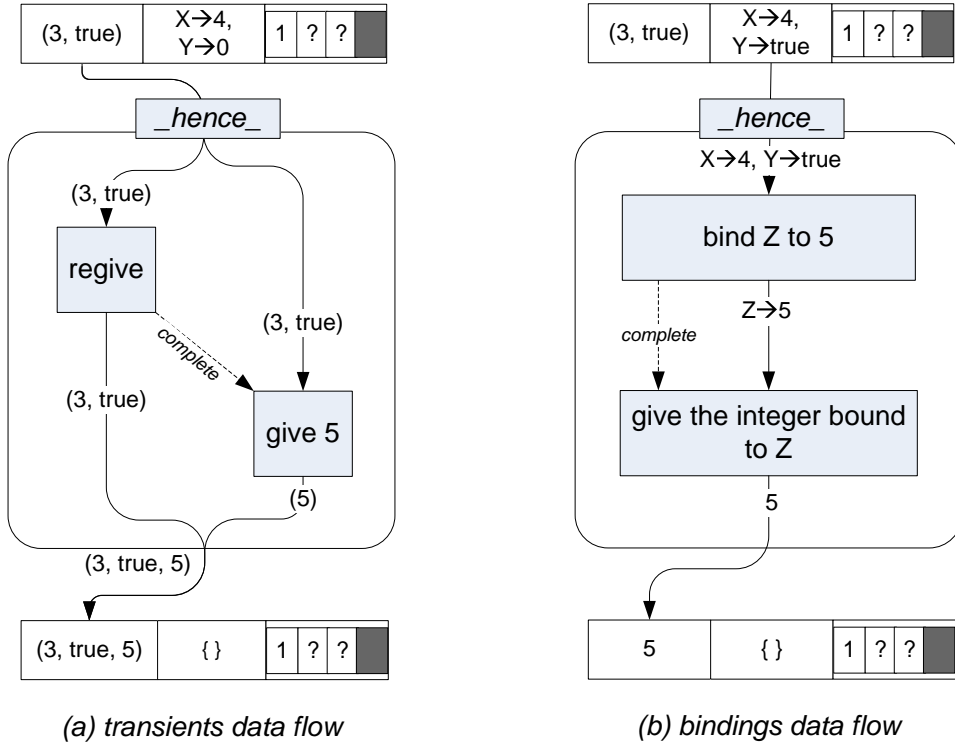 (3, true)
X→4,
Y→0
1 ? ?
_hence_
(3, true)
regive
(3, true)
complete
(3, true)
give 5
(5)
(3, true, 5)
(3, true, 5)
{ }
1 ? ?
(a) transients data flow
(3, true)
X→4,
Y→true
1 ? ?
_hence_
X→4, Y→true
bind Z to 5
Z→5
complete
give the integer bound
to Z
5
5
{ }
1 ? ?
(b) bindings data flow